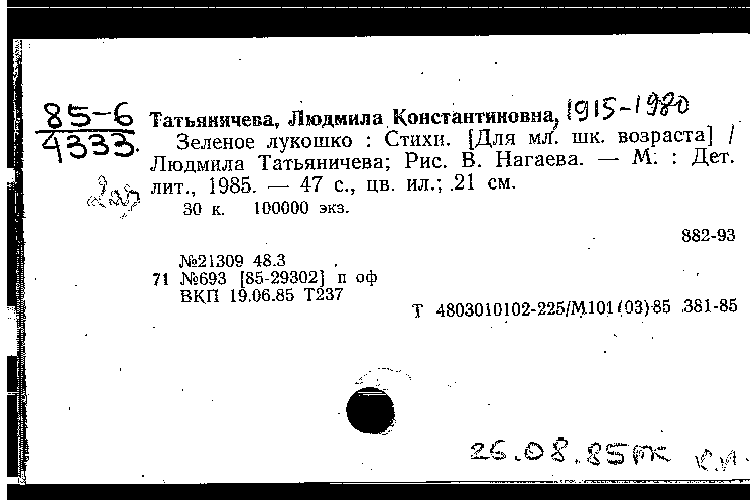 85-6
4333.
Татьяничева, Людмила Константиновна, 1915-1980
Зеленое лукошко : Стихи. [Для мл. шк. возраста] /
Людмила Татьяничева; Рис. В. Нагаева. — М. : Дет.
лит., 1985. — 47 с., цв. ил.; 21 см.
30 к. 100000 экз.
882-93
№21309 48.3
71 №693 [85-29302] п оф
ВКП 19.06.85 Т237
Т 4803010102-225/М101(03)85 381-85
26.08.85